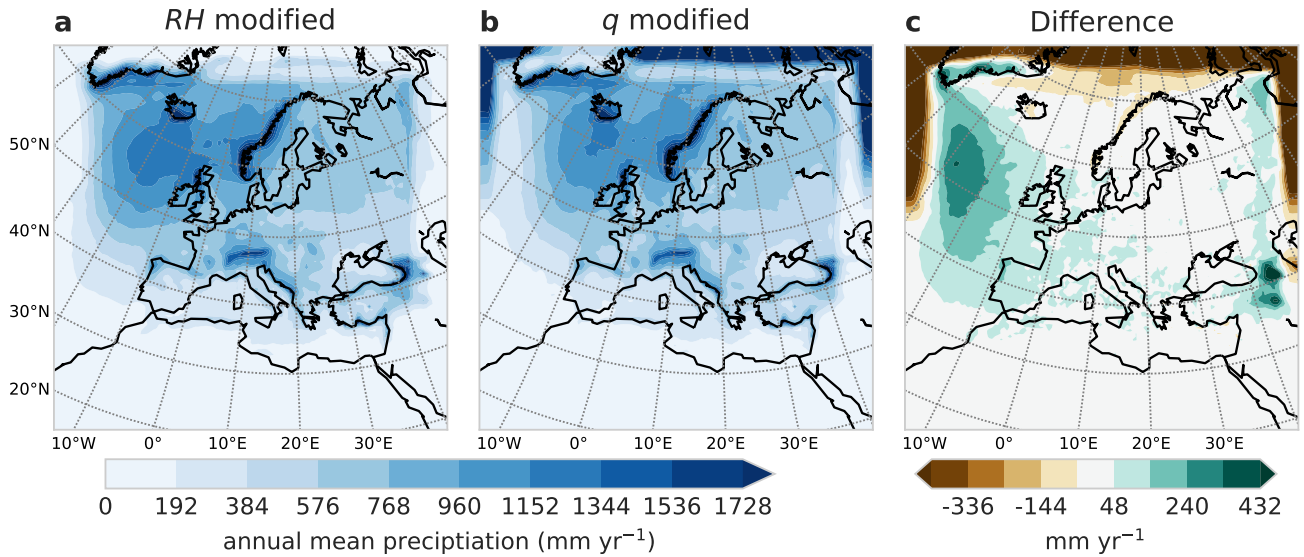 a RH modified
b q modified
c Difference
50°N
40°N
30°N
20°N
10°W 0° 10°E 20°E 30°E
10°W 0° 10°E 20°E 30°E
10°W 0° 10°E 20°E 30°E
0 192 384 576 768 960 1152 1344 1536 1728
annual mean preciptiation (mm yr⁻¹)
-336 -144 48 240 432
mm yr⁻¹